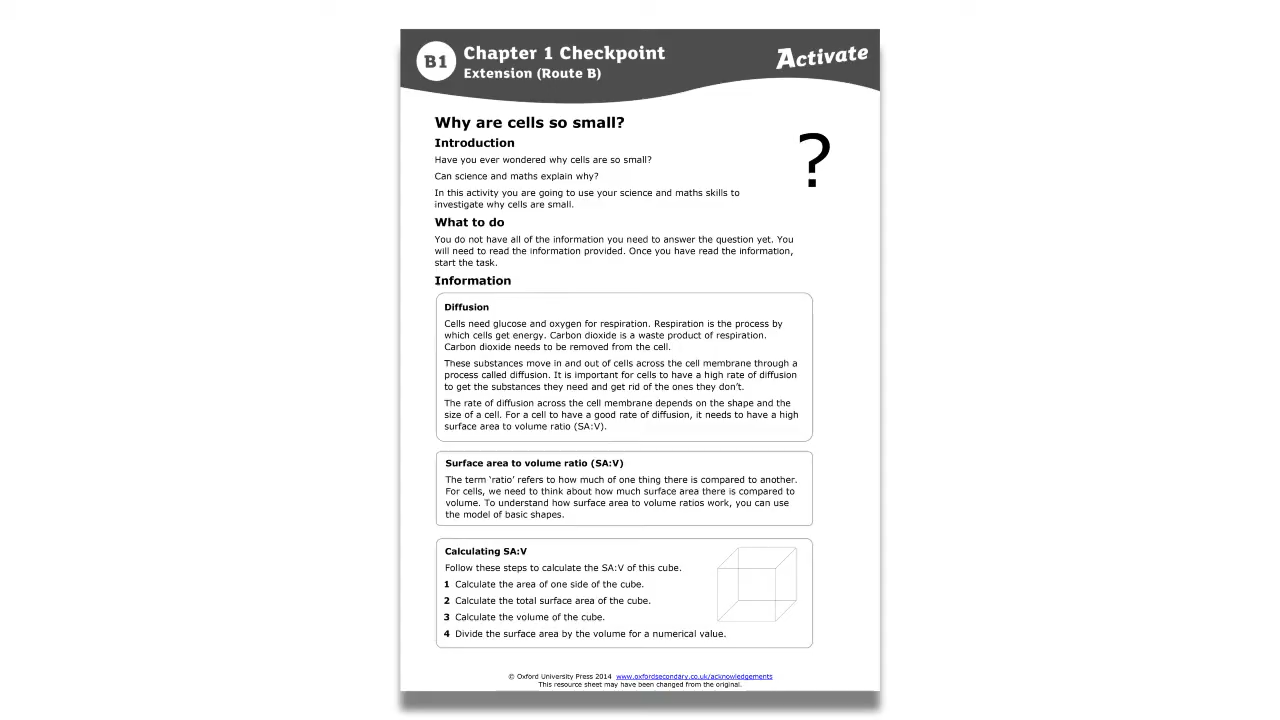 B1
Chapter 1 Checkpoint
Extension (Route B)
Activate
Why are cells so small?
Introduction
Have you ever wondered why cells are so small?
Can science and maths explain why?
In this activity you are going to use your science and maths skills to
investigate why cells are small.
?
What to do
You do not have all of the information you need to answer the question yet. You
will need to read the information provided. Once you have read the information,
start the task.
Information
Diffusion
Cells need glucose and oxygen for respiration. Respiration is the process by
which cells get energy. Carbon dioxide is a waste product of respiration.
Carbon dioxide needs to be removed from the cell.
These substances move in and out of cells across the cell membrane through a
process called diffusion. It is important for cells to have a high rate of diffusion
to get the substances they need and get rid of the ones they don’t.
The rate of diffusion across the cell membrane depends on the shape and the
size of a cell. For a cell to have a good rate of diffusion, it needs to have a high
surface area to volume ratio (SA:V).
Surface area to volume ratio (SA:V)
The term ‘ratio’ refers to how much of one thing there is compared to another.
For cells, we need to think about how much surface area there is compared to
volume. To understand how surface area to volume ratios work, you can use
the model of basic shapes.
Calculating SA:V
Follow these steps to calculate the SA:V of this cube.
1 Calculate the area of one side of the cube.
2 Calculate the total surface area of the cube.
3 Calculate the volume of the cube.
4 Divide the surface area by the volume for a numerical value.
© Oxford University Press 2014 www.oxfordsecondary.co.uk/acknowledgements
This resource sheet may have been changed from the original.